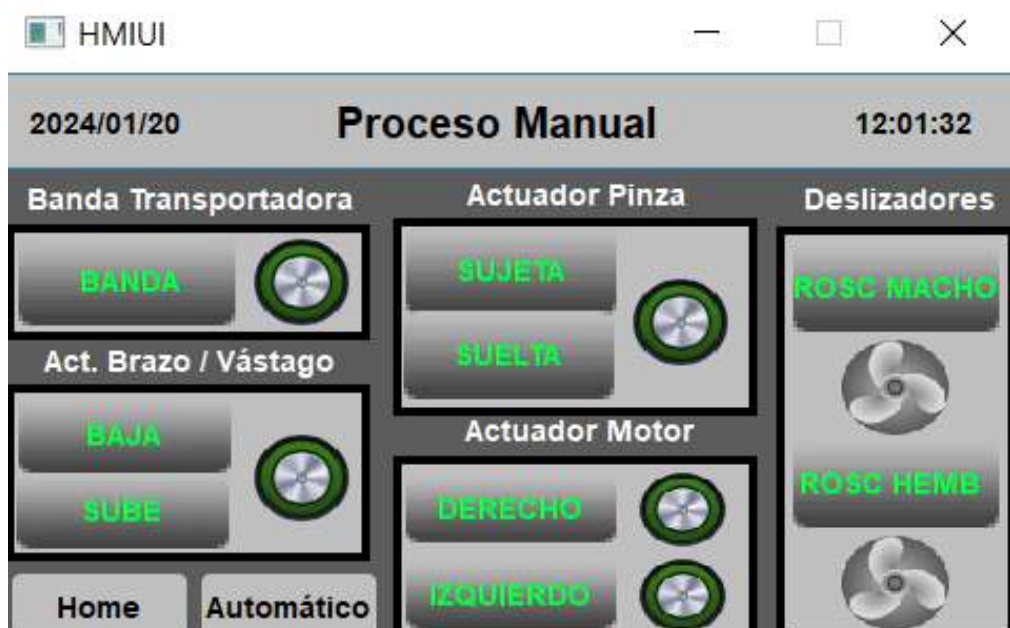 HMIUI
2024/01/20
Proceso Manual
12:01:32
Banda Transportadora
BANDA
Act. Brazo / Vástago
BAJA
SUBE
Home
Automático
Actuador Pinza
SUJETA
SUELTA
Actuador Motor
DERECHO
IZQUIERDO
Deslizadores
ROSC MACHO
ROSC HEMB